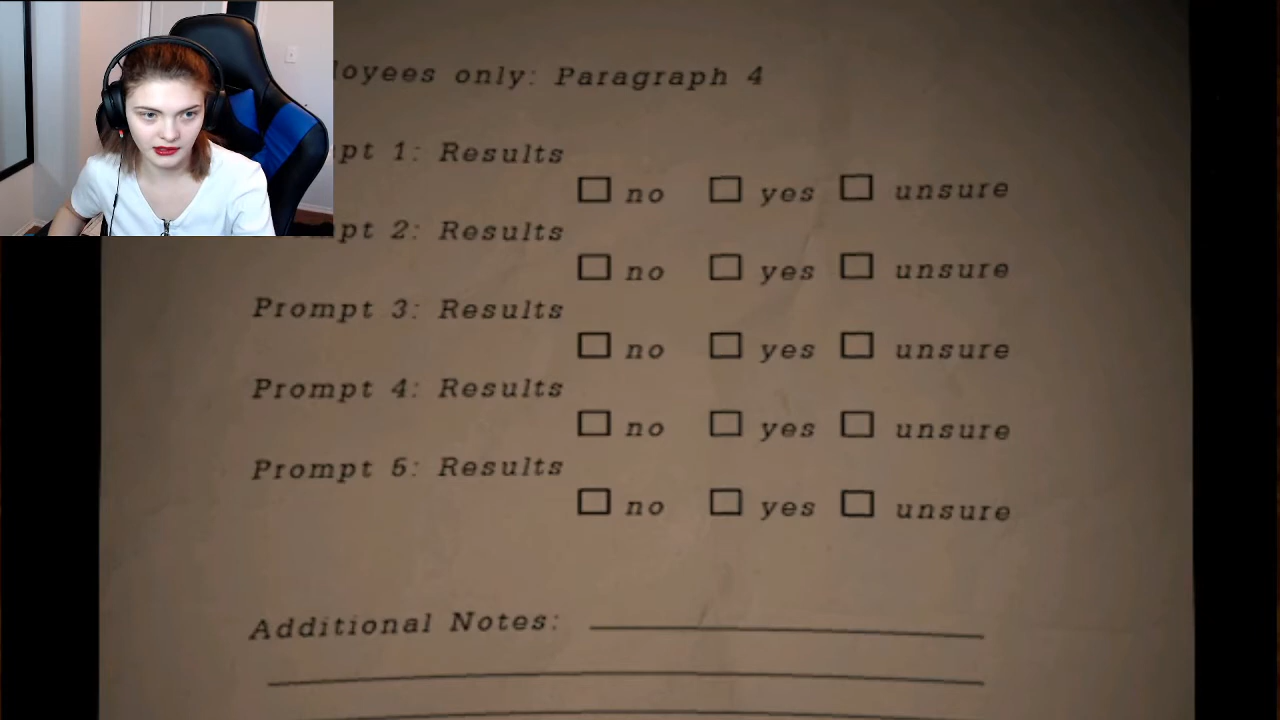 loyees only: Paragraph 4
pt 1: Results
no yes unsure
mpt 2: Results
no yes unsure
Prompt 3: Results
no yes unsure
Prompt 4: Results
no yes unsure
Prompt 5: Results
no yes unsure
Additional Notes: